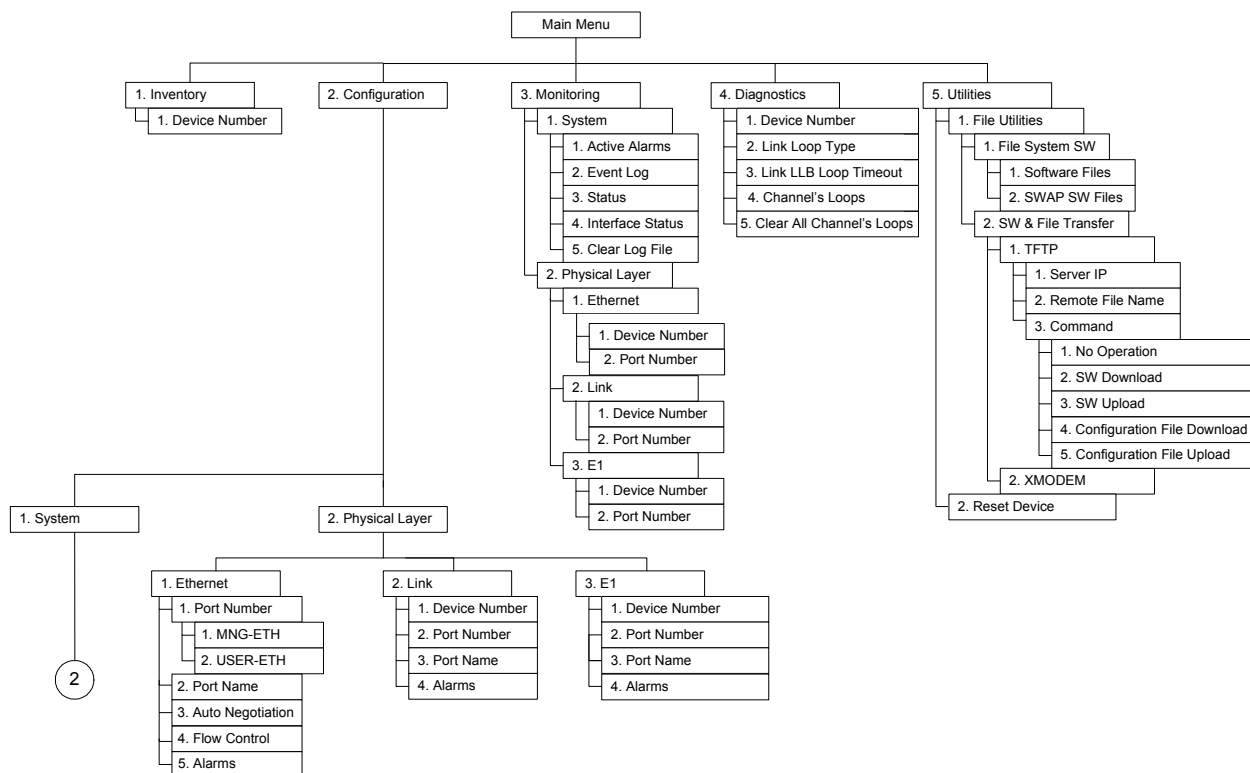 Main Menu
1. Inventory
1. Device Number
2. Configuration
1. System
2
2. Physical Layer
1. Ethernet
1. Port Number
1. MNG-ETH
2. USER-ETH
2. Port Name
3. Auto Negotiation
4. Flow Control
5. Alarms
2. Link
1. Device Number
2. Port Number
3. Port Name
4. Alarms
3. E1
1. Device Number
2. Port Number
3. Port Name
4. Alarms
3. Monitoring
1. System
1. Active Alarms
2. Event Log
3. Status
4. Interface Status
5. Clear Log File
2. Physical Layer
1. Ethernet
1. Device Number
2. Port Number
2. Link
1. Device Number
2. Port Number
3. E1
1. Device Number
2. Port Number
4. Diagnostics
1. Device Number
2. Link Loop Type
3. Link LLB Loop Timeout
4. Channel's Loops
5. Clear All Channel's Loops
5. Utilities
1. File Utilities
1. File System SW
1. Software Files
2. SWAP SW Files
2. SW & File Transfer
1. TFTP
1. Server IP
2. Remote File Name
3. Command
1. No Operation
2. SW Download
3. SW Upload
4. Configuration File Download
5. Configuration File Upload
2. XMODEM
2. Reset Device